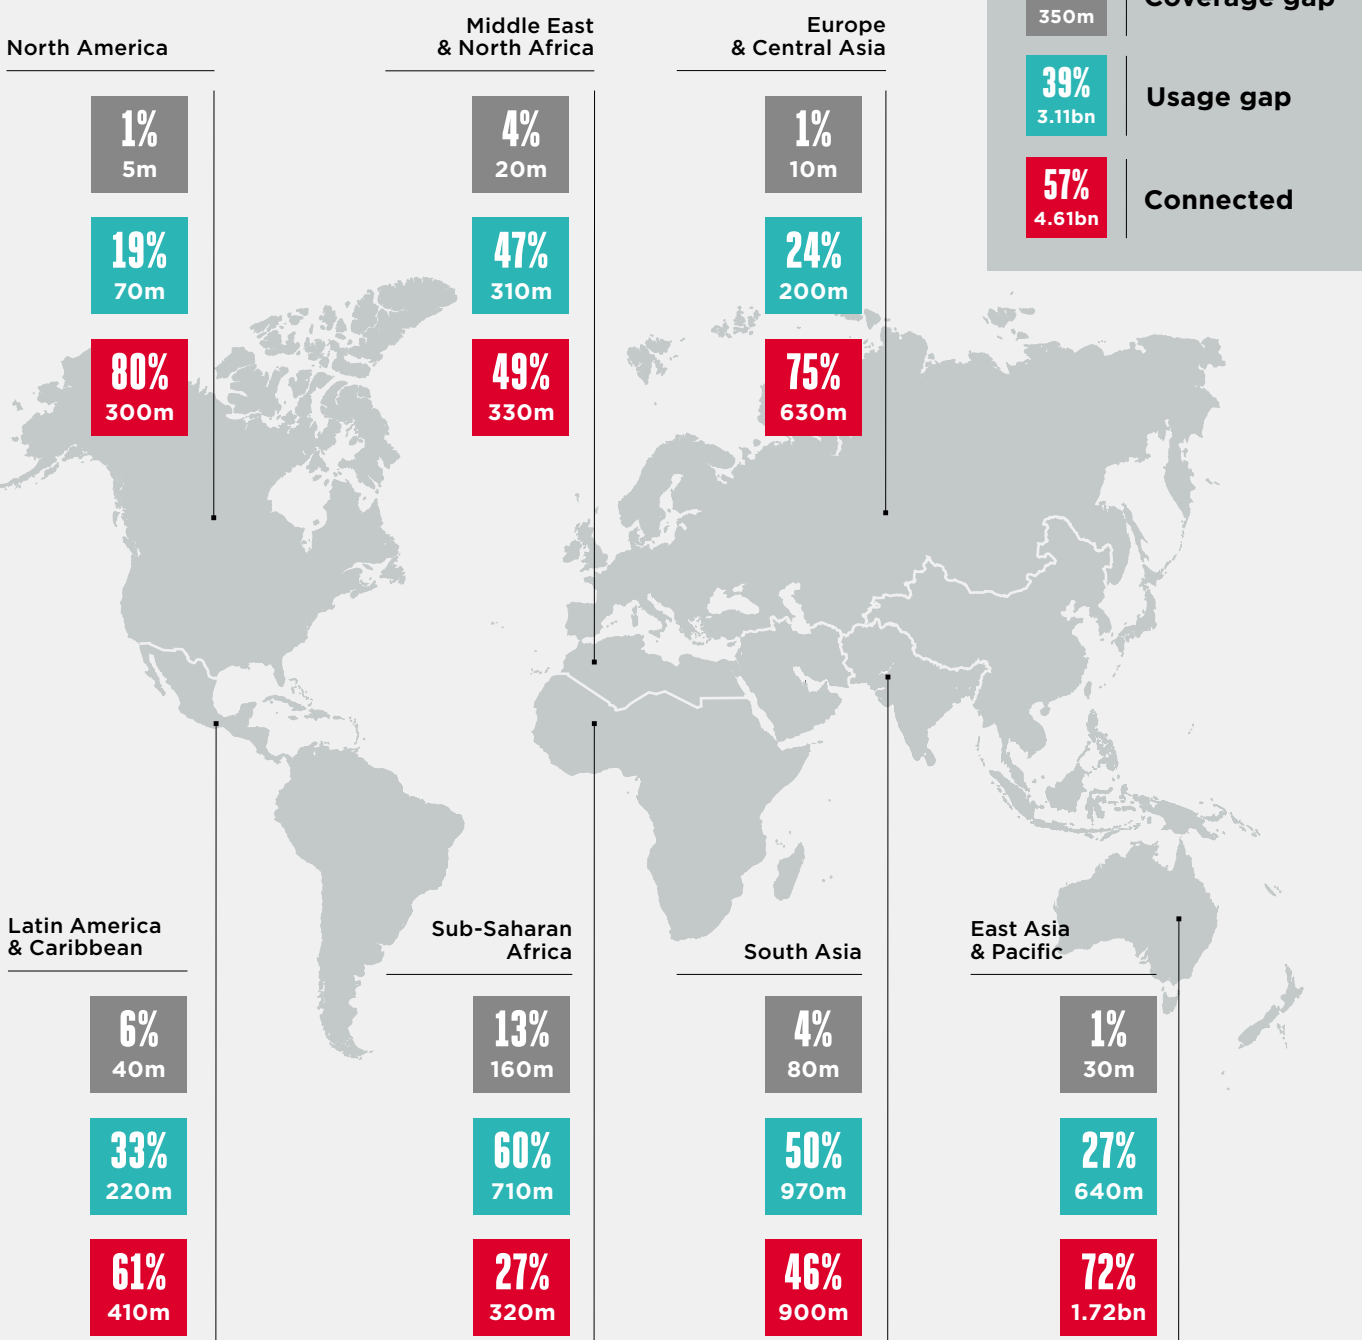 North America
1%
5m
19%
70m
80%
300m
Middle East
& North Africa
4%
20m
47%
310m
49%
330m
Europe
& Central Asia
1%
10m
24%
200m
75%
630m
350m
Coverage gap
39%
3.11bn
Usage gap
57%
4.61bn
Connected
Latin America
& Caribbean
6%
40m
33%
220m
61%
410m
Sub-Saharan
Africa
13%
160m
60%
710m
27%
320m
South Asia
4%
80m
50%
970m
46%
900m
East Asia
& Pacific
1%
30m
27%
640m
72%
1.72bn